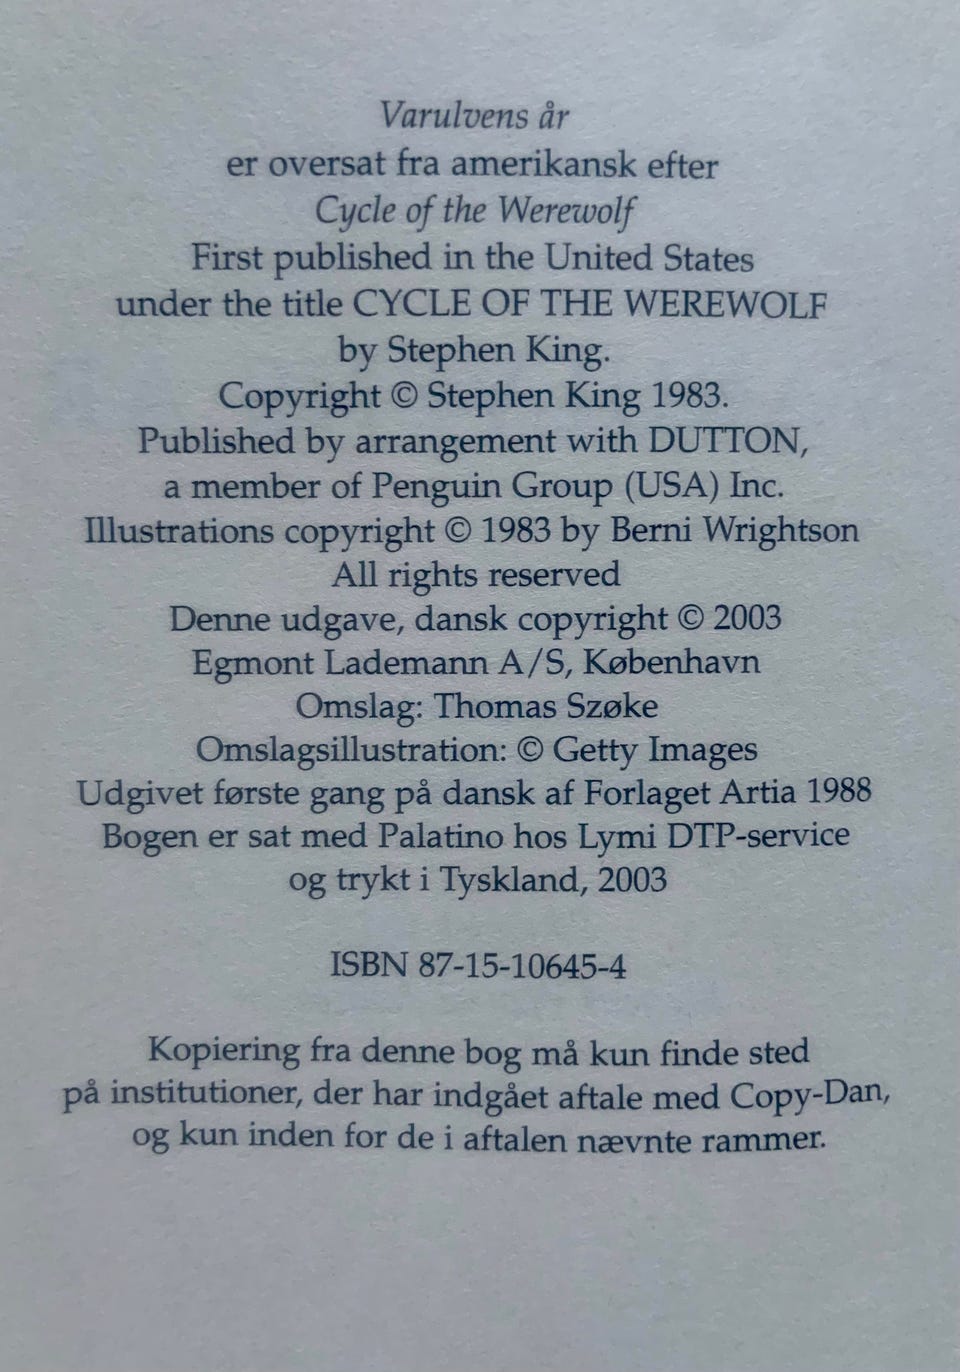 Varulvens år
er oversat fra amerikansk efter
Cycle of the Werewolf
First published in the United States
under the title CYCLE OF THE WEREWOLF
by Stephen King.
Copyright © Stephen King 1983.
Published by arrangement with DUTTON,
a member of Penguin Group (USA) Inc.
Illustrations copyright © 1983 by Berni Wrightson
All rights reserved
Denne udgave, dansk copyright © 2003
Egmont Lademann A/S, København
Omslag: Thomas Szøke
Omslagsillustration: © Getty Images
Udgivet første gang på dansk af Forlaget Artia 1988
Bogen er sat med Palatino hos Lymi DTP-service
og trykt i Tyskland, 2003
ISBN 87-15-10645-4
Kopiering fra denne bog må kun finde sted
på institutioner, der har indgået aftale med Copy-Dan,
og kun inden for de i aftalen nævnte rammer.